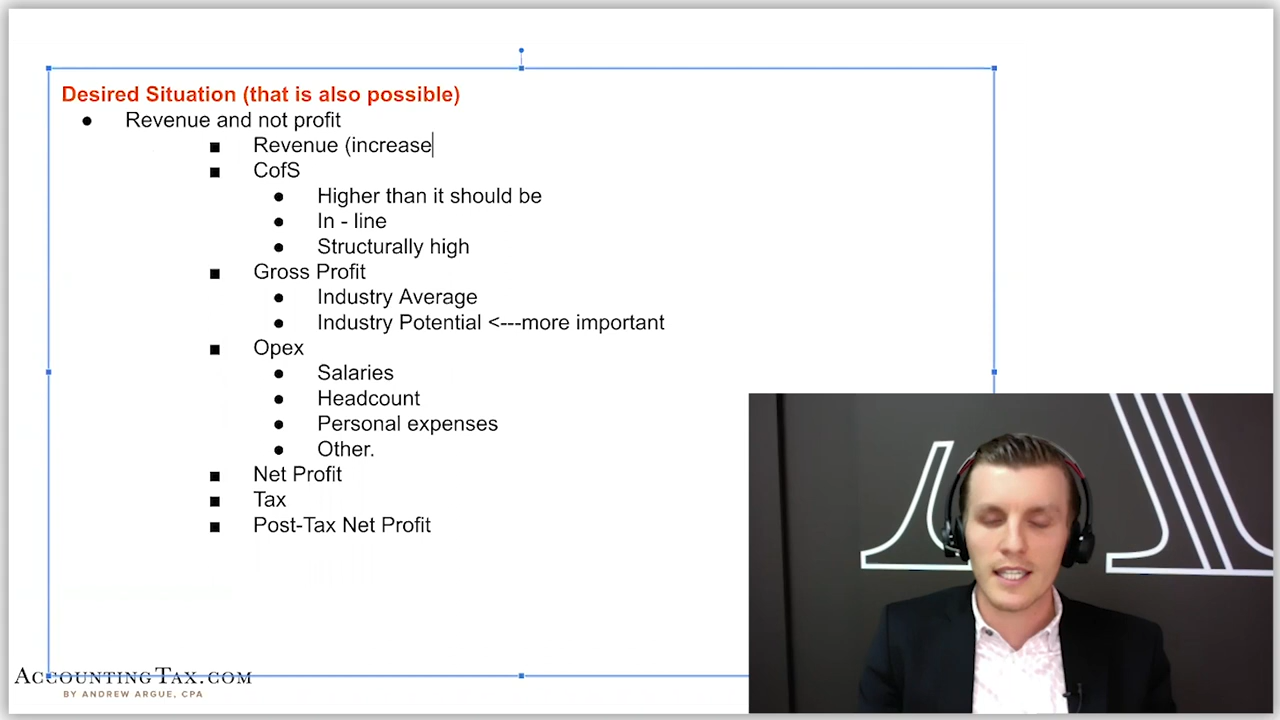 Desired Situation (that is also possible)
● Revenue and not profit
■ Revenue (increase
■ CofS
● Higher than it should be
● In - line
● Structurally high
■ Gross Profit
● Industry Average
● Industry Potential <---more important
■ Opex
● Salaries
● Headcount
● Personal expenses
● Other.
■ Net Profit
■ Tax
■ Post-Tax Net Profit
ACCOUNTINGTAX.COM
BY ANDREW ARGUE, CPA